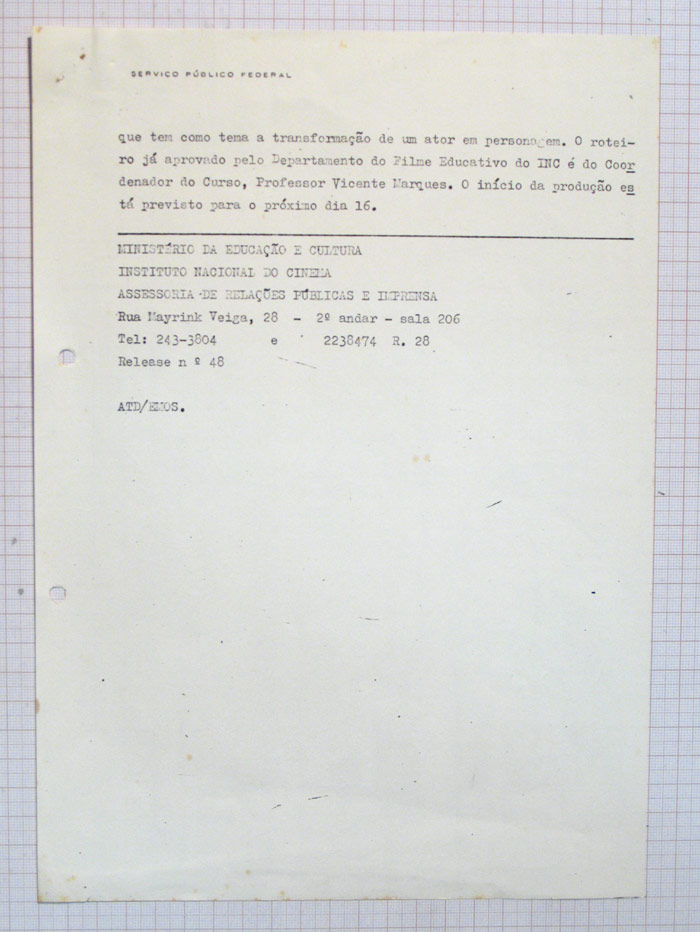 SERVIÇO PÚBLICO FEDERAL
que tem como tema a transformação de um ator em personagem. O rotei-
ro já aprovado pelo Departamento do Filme Educativo do INC é do Coor
denador do Curso, Professor Vicente Marques. O início da produção es
tá previsto para o próximo dia 16.
MINISTÉRIO DA EDUCAÇÃO E CULTURA
INSTITUTO NACIONAL DO CINEMA
ASSESSORIA DE RELAÇÕES PÚBLICAS E IMPRENSA
Rua Mayrink Veiga, 28 - 2º andar - sala 206
Tel: 243-3804 e 2238474 R. 28
Release n º 48
ATD/EMOS.